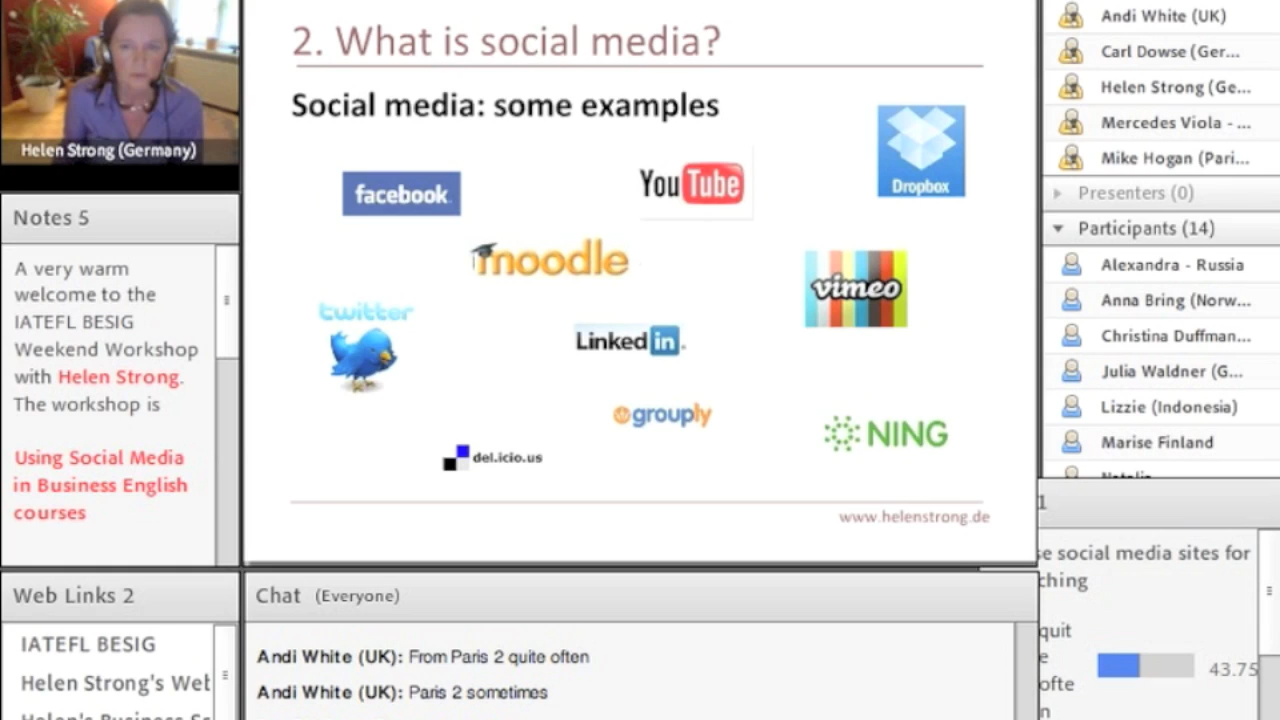 Helen Strong (Germany)
Notes 5
A very warm
welcome to the
IATEFL BESIG
Weekend Workshop
with Helen Strong.
The workshop is
Using Social Media
in Business English
courses
Web Links 2
IATEFL BESIG
Helen Strong's Web
2. What is social media?
Social media: some examples
facebook
YouTube
Dropbox
moodle
vimeo
twitter
Linked in
grouply
NING
del.icio.us
www.helenstrong.de
Chat (Everyone)
Andi White (UK): From Paris 2 quite often
Andi White (UK): Paris 2 sometimes
Andi White (UK)
Carl Dowse (Ger...
Helen Strong (Ge...
Mercedes Viola - ...
Mike Hogan (Pari...
Presenters (0)
Participants (14)
Alexandra - Russia
Anna Bring (Norw...
Christina Duffman...
Julia Waldner (G...
Lizzie (Indonesia)
Marise Finland
1
se social media sites for
ching
quit
e
ofte
n
43.75